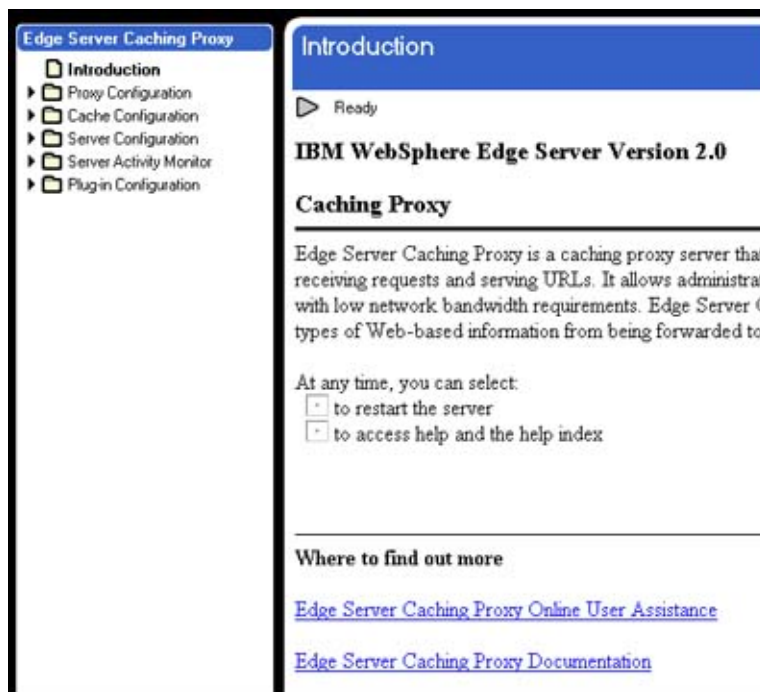 Edge Server Caching Proxy
Introduction
Proxy Configuration
Cache Configuration
Server Configuration
Server Activity Monitor
Plug-in Configuration
Introduction
Ready
IBM WebSphere Edge Server Version 2.0
Caching Proxy
Edge Server Caching Proxy is a caching proxy server that
receiving requests and serving URLs. It allows administra
with low network bandwidth requirements. Edge Server
types of Web-based information from being forwarded to
At any time, you can select:
to restart the server
to access help and the help index
Where to find out more
Edge Server Caching Proxy Online User Assistance
Edge Server Caching Proxy Documentation